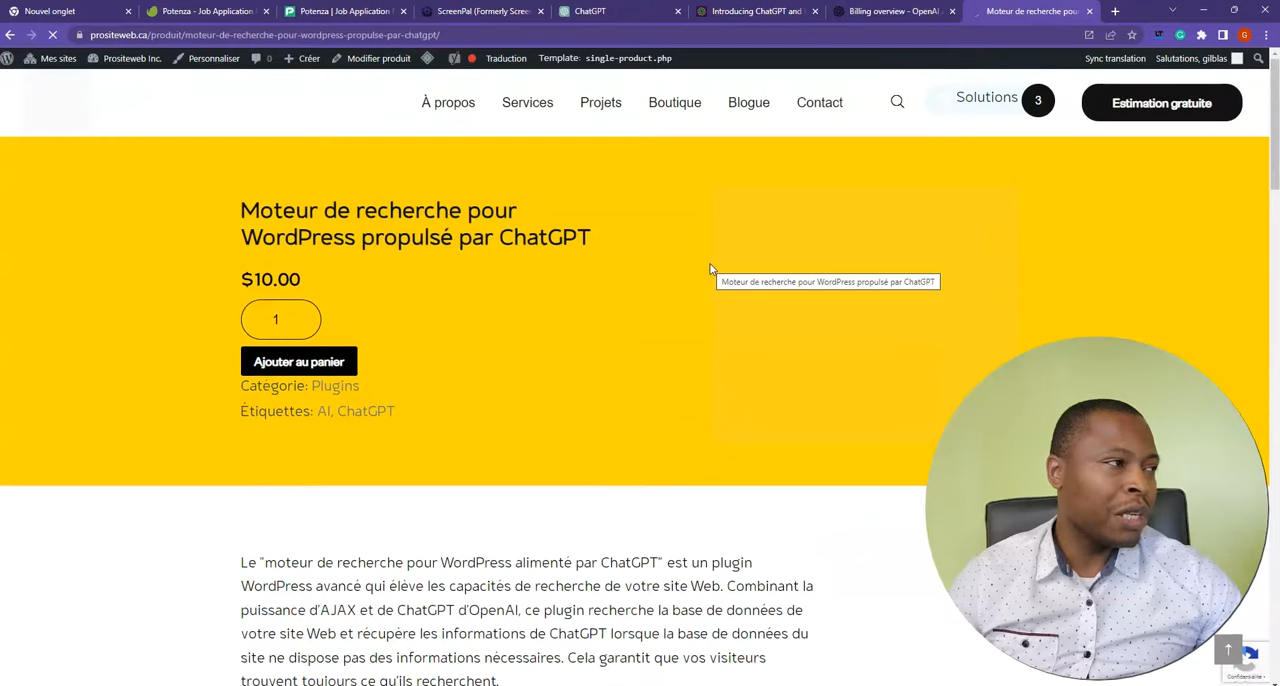 Nouvel onglet
Potenza - Job Application F
Potenza | Job Application F
ScreenPal (Formerly Scree
ChatGPT
Introducing ChatGPT and
Billing overview - OpenAI
Moteur de recherche pour
prositeweb.ca/produit/moteur-de-recherche-pour-wordpress-propulse-par-chatgpt/
Mes sites
Prositeweb Inc.
Personnaliser
0
Créer
Modifier produit
Traduction
Template: single-product.php
Sync translation
Salutations, gilblas
À propos
Services
Projets
Boutique
Blogue
Contact
Solutions
3
Estimation gratuite
Moteur de recherche pour
WordPress propulsé par ChatGPT
$10.00
1
Ajouter au panier
Catégorie: Plugins
Étiquettes: AI, ChatGPT
Moteur de recherche pour WordPress propulsé par ChatGPT
Le "moteur de recherche pour WordPress alimenté par ChatGPT" est un plugin
WordPress avancé qui élève les capacités de recherche de votre site Web. Combinant la
puissance d'AJAX et de ChatGPT d'OpenAI, ce plugin recherche la base de données de
votre site Web et récupère les informations de ChatGPT lorsque la base de données du
site ne dispose pas des informations nécessaires. Cela garantit que vos visiteurs
trouvent toujours ce qu'ils recherchent.